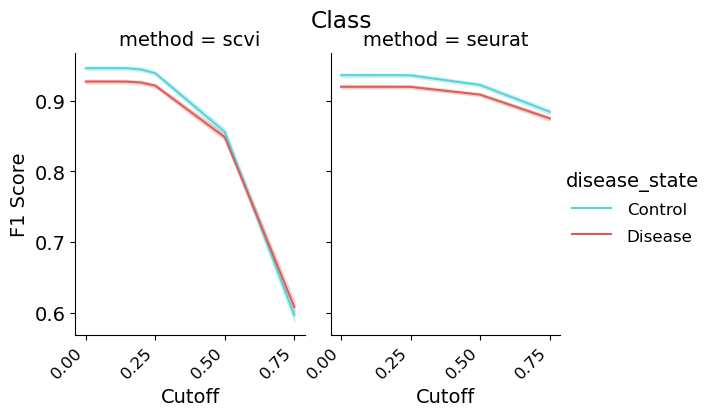 Class
method = scvi
method = seurat
F1 Score
0.9
0.8
0.7
0.6
0.00
0.25
0.50
0.75
Cutoff
0.00
0.25
0.50
0.75
Cutoff
disease_state
Control
Disease